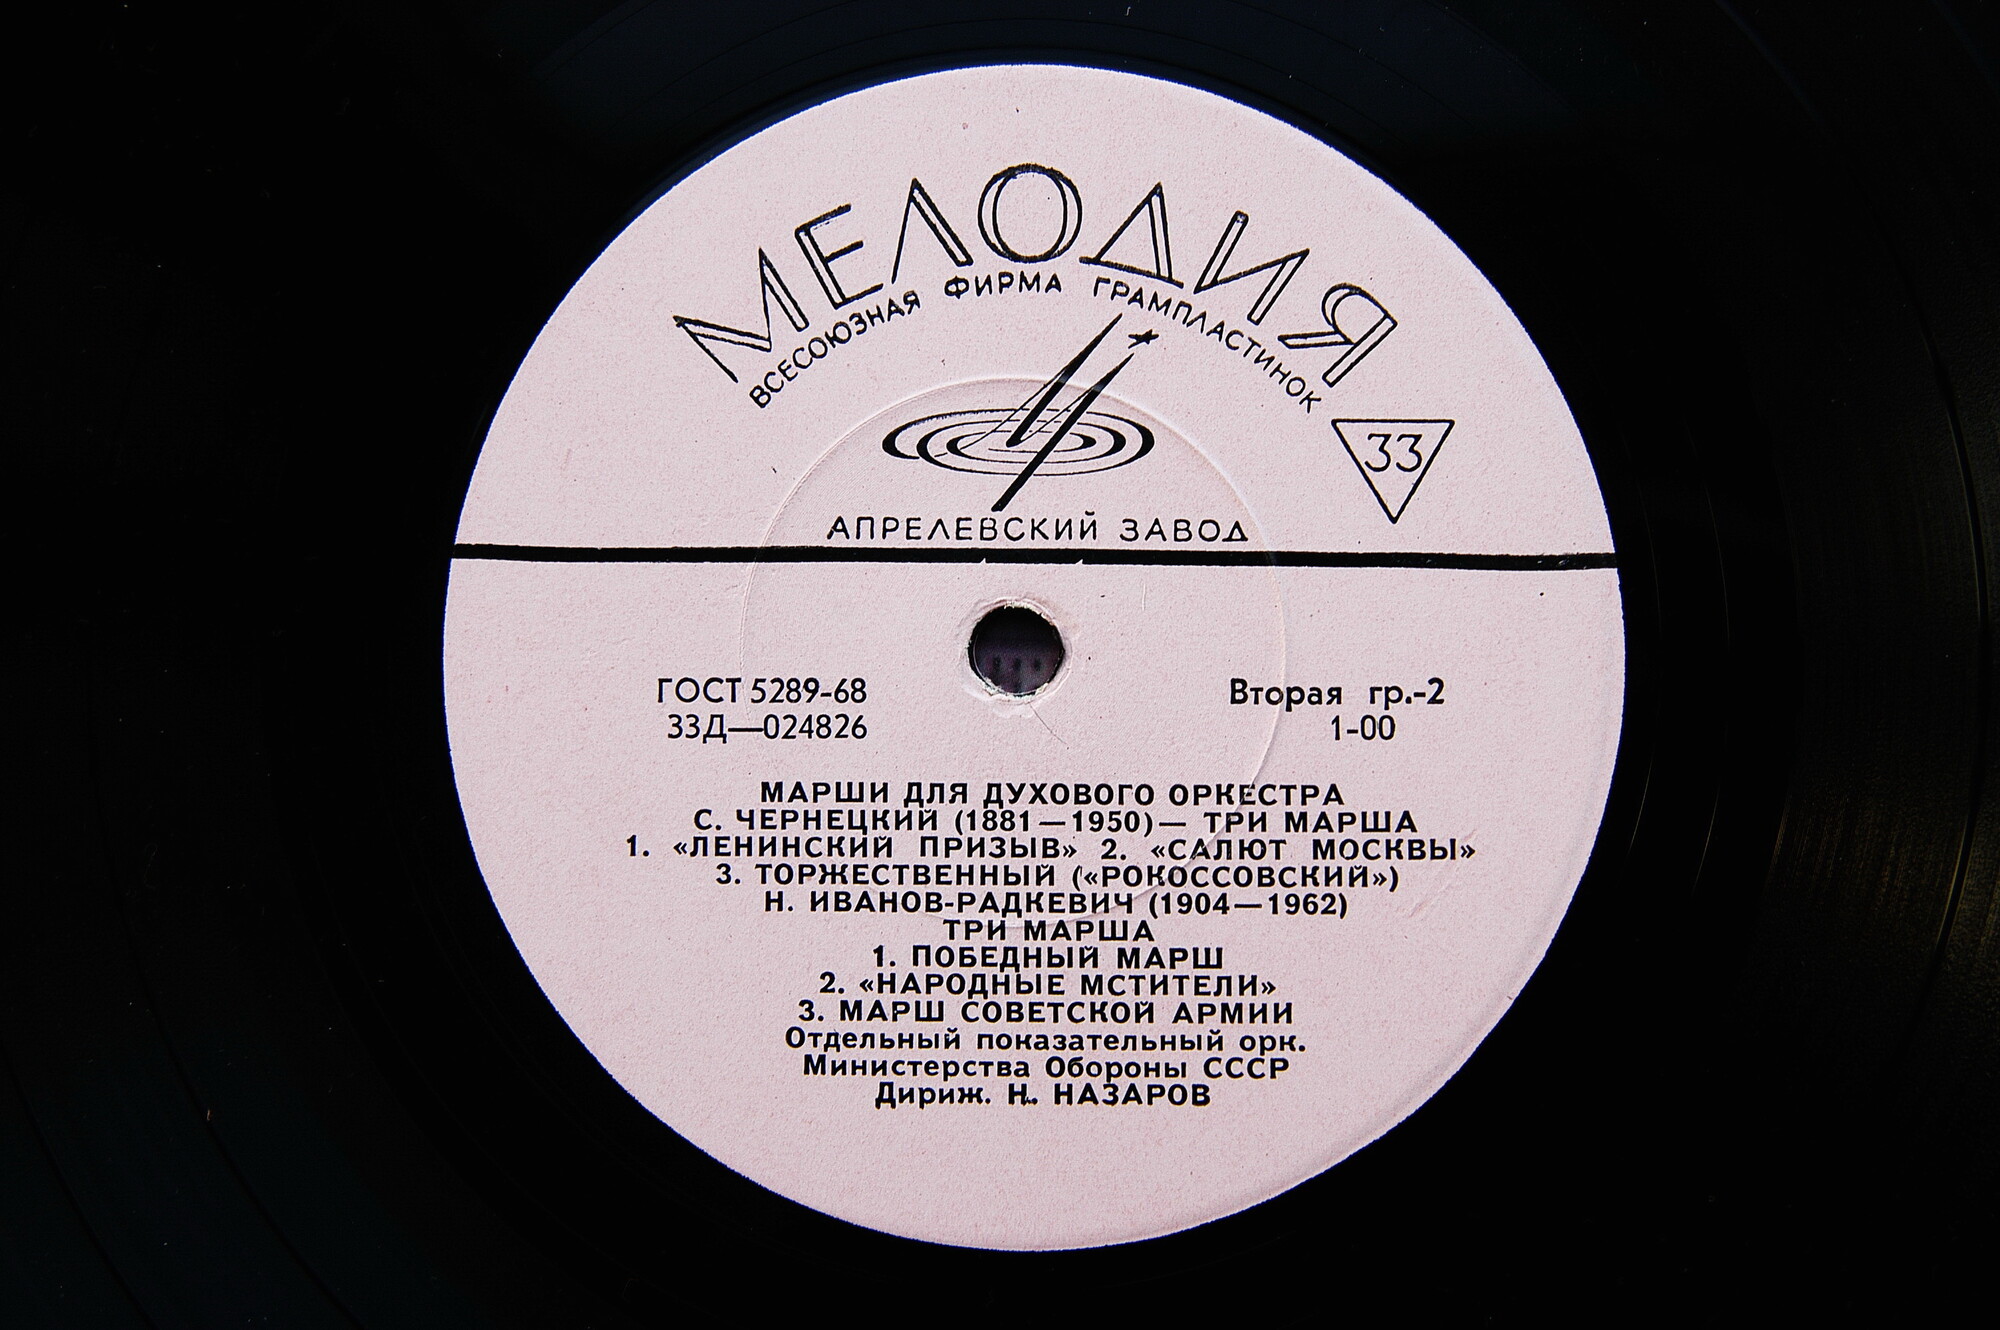 МЕЛОДИЯ
ВСЕСОЮЗНАЯ ФИРМА ГРАМПЛАСТИНОК
33
АПРЕЛЕВСКИЙ ЗАВОД
ГОСТ 5289-68
33Д—024826
Вторая гр.-2
1-00
МАРШИ ДЛЯ ДУХОВОГО ОРКЕСТРА
С. ЧЕРНЕЦКИЙ (1881—1950)— ТРИ МАРША
1. «ЛЕНИНСКИЙ ПРИЗЫВ» 2. «САЛЮТ МОСКВЫ»
3. ТОРЖЕСТВЕННЫЙ («РОКОССОВСКИЙ»)
Н. ИВАНОВ-РАДКЕВИЧ (1904—1962)
ТРИ МАРША
1. ПОБЕДНЫЙ МАРШ
2. «НАРОДНЫЕ МСТИТЕЛИ»
3. МАРШ СОВЕТСКОЙ АРМИИ
Отдельный показательный орк.
Министерства Обороны СССР
Дириж. Н. НАЗАРОВ